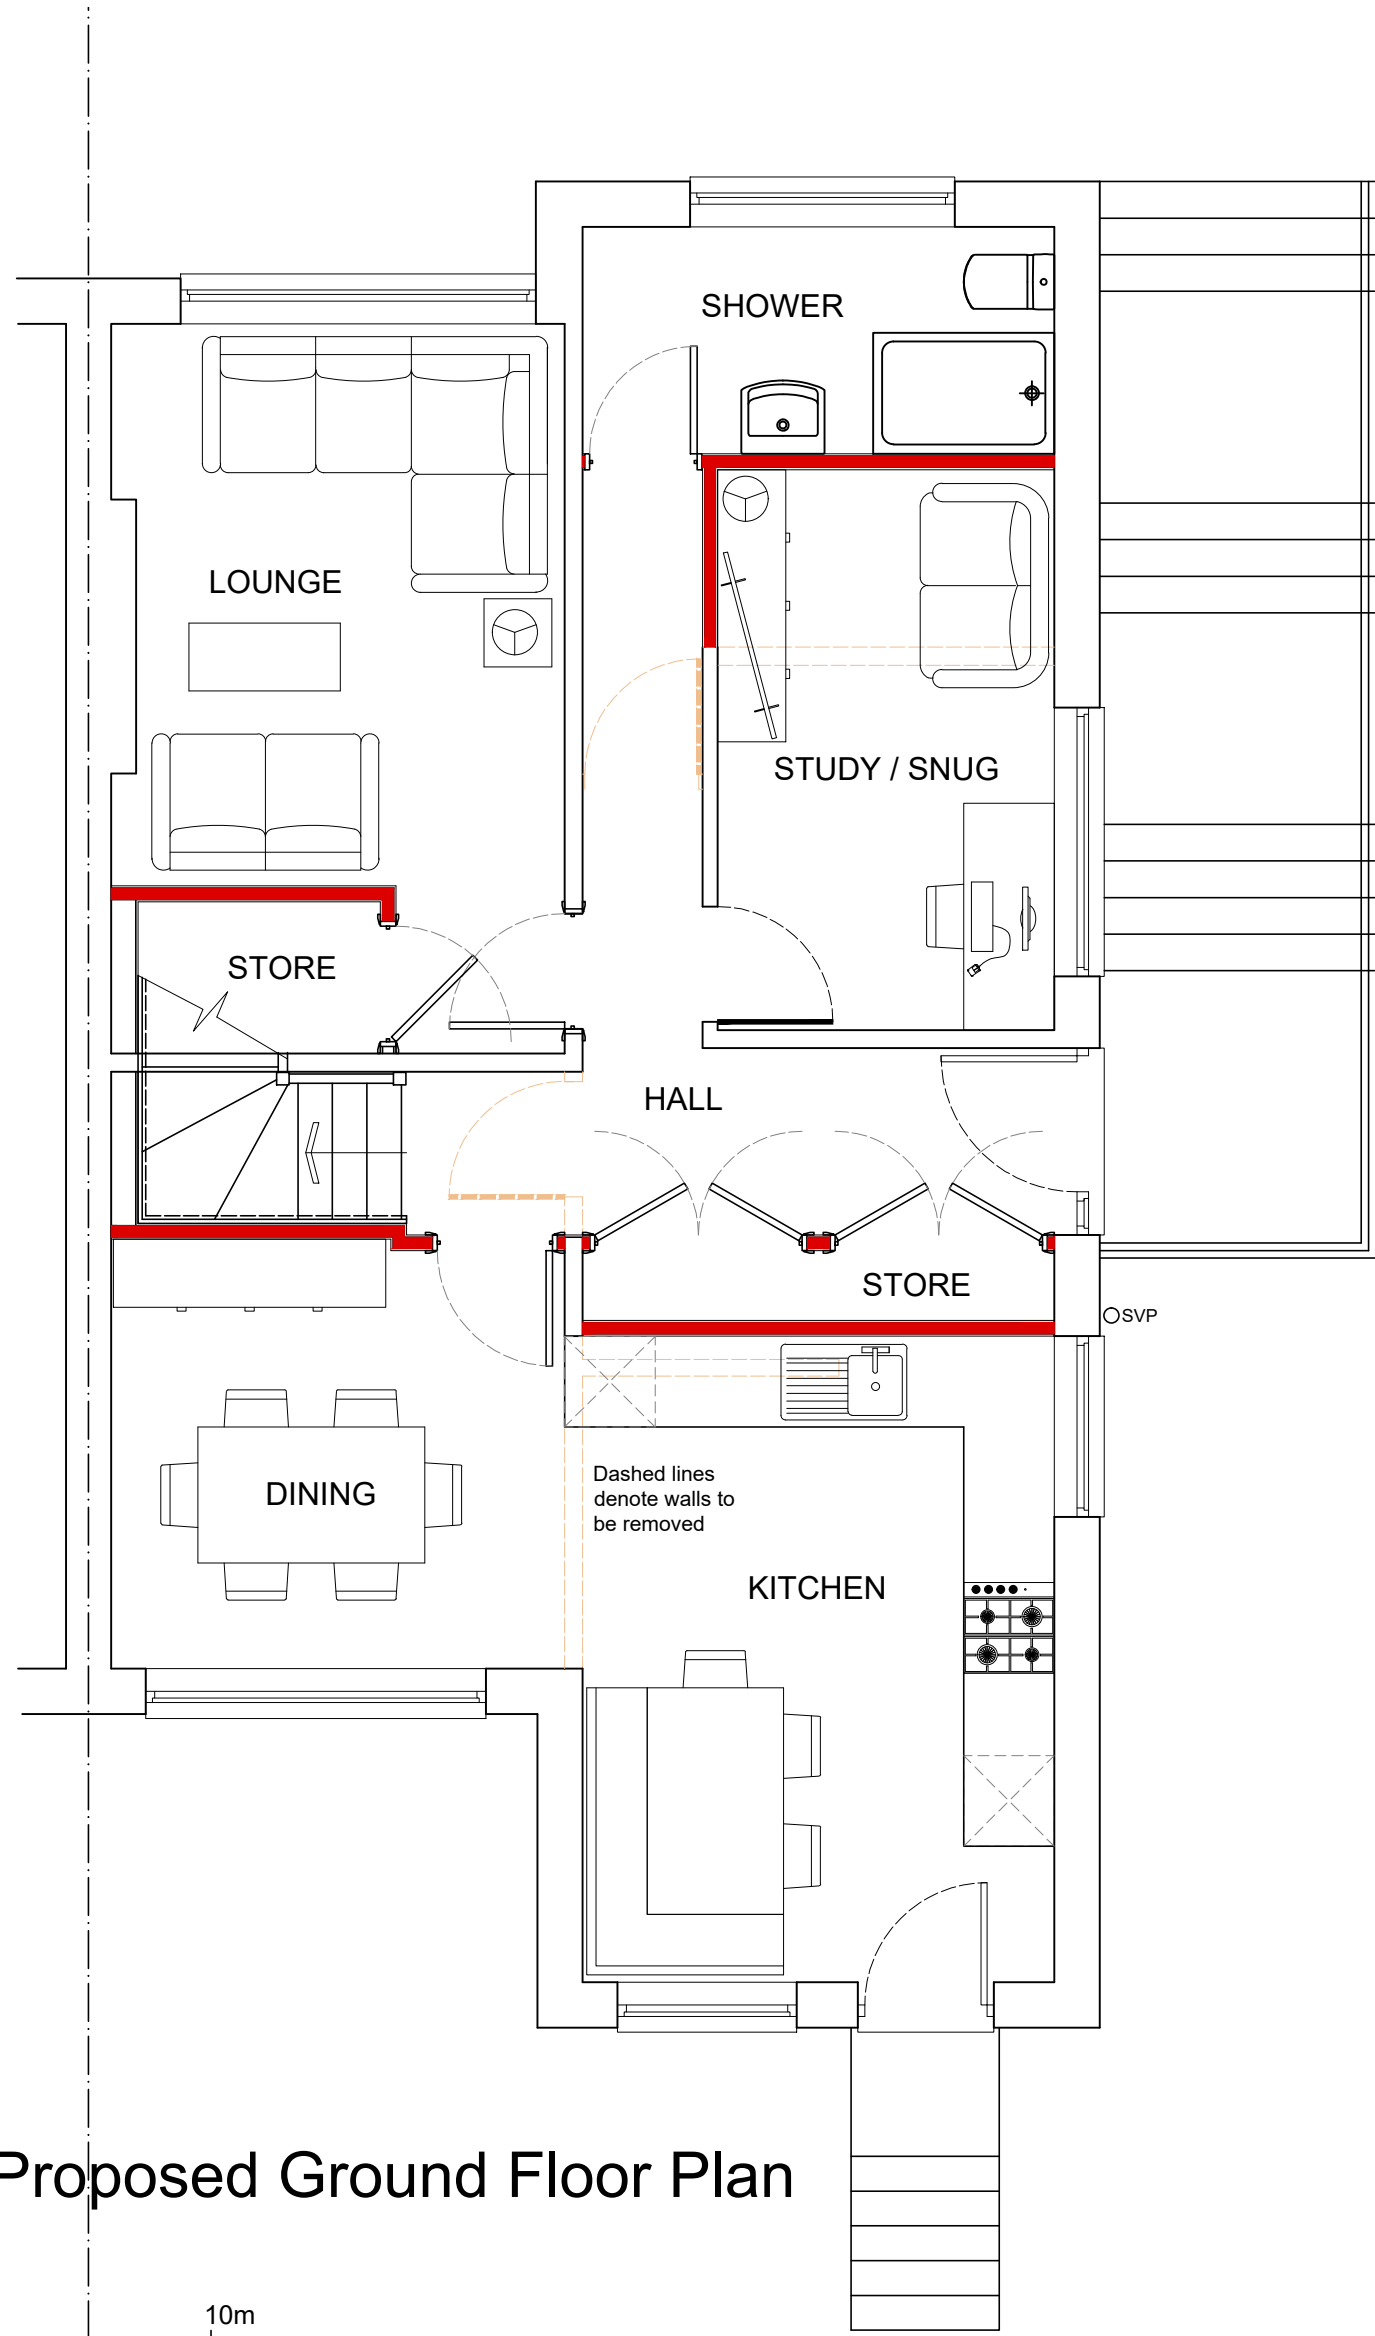 SHOWER
LOUNGE
STUDY / SNUG
STORE
HALL
STORE
SVP
Dashed lines
denote walls to
be removed
DINING
KITCHEN
Proposed Ground Floor Plan
10m